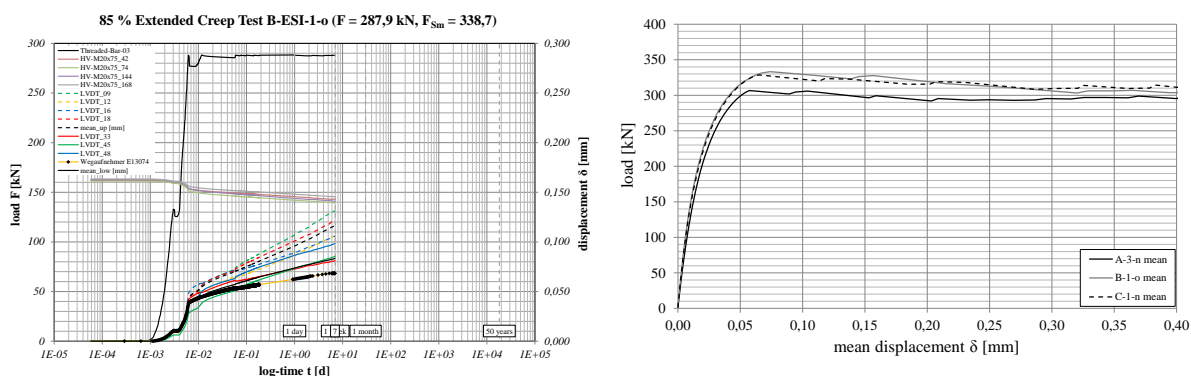 85 % Extended Creep Test B-ESI-1-o (F = 287,9 kN, FSm = 338,7)
load F [kN]
300
250
200
150
100
50
0
Threaded-Bar-03
HV-M20x75_42
HV-M20x75_74
HV-M20x75_144
HV-M20x75_168
LVDT_09
LVDT_12
LVDT_16
LVDT_18
mean_up [mm]
LVDT_33
LVDT_45
LVDT_48
Wegaufnehmer E13074
mean_low [mm]
1 day
1 month
50 years
0,300
0,250
0,200
0,150
0,100
0,050
0,000
displacement δ [mm]
1E-05 1E-04 1E-03 1E-02 1E-01 1E+00 1E+01 1E+02 1E+03 1E+04 1E+05
log-time t [d]
load [kN]
400
350
300
250
200
150
100
50
0
A-3-n mean
B-1-o mean
C-1-n mean
0,00 0,05 0,10 0,15 0,20 0,25 0,30 0,35 0,40
mean displacement δ [mm]